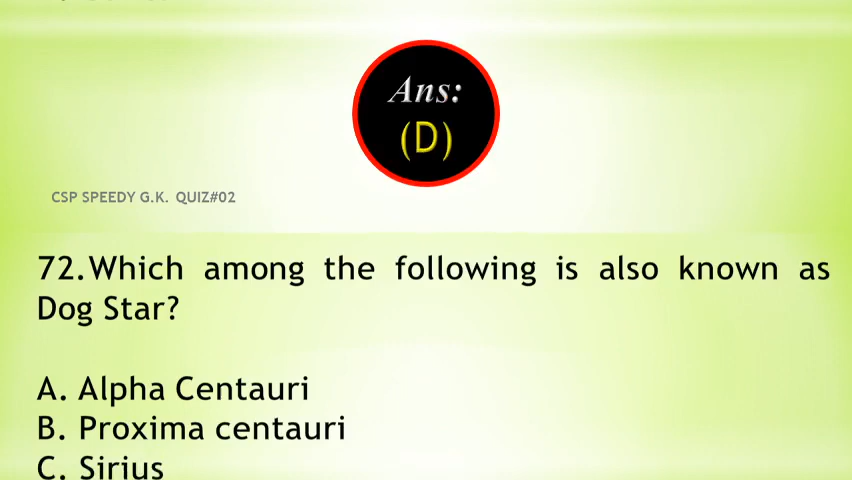 Ans:
(D)
CSP SPEEDY G.K. QUIZ#02
72.Which among the following is also known as
Dog Star?
A. Alpha Centauri
B. Proxima centauri
C. Sirius